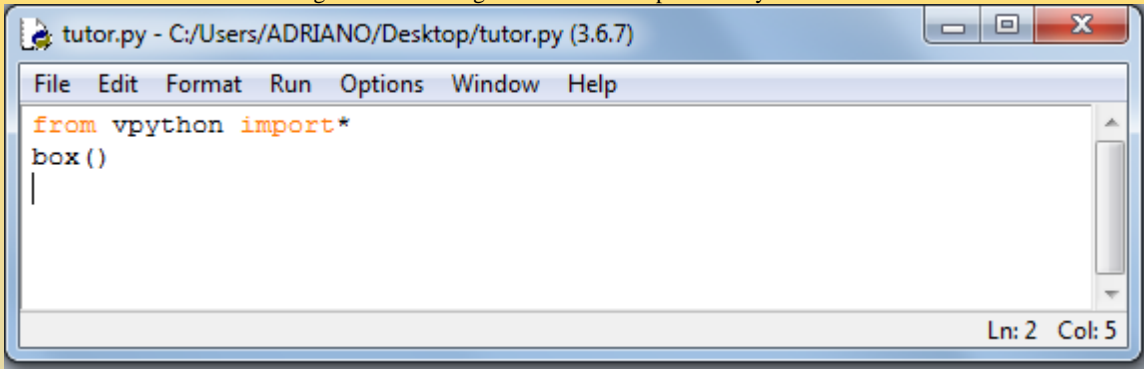 tutor.py - C:/Users/ADRIANO/Desktop/tutor.py (3.6.7)
File Edit Format Run Options Window Help
from vpython import*
box()
Ln: 2 Col: 5